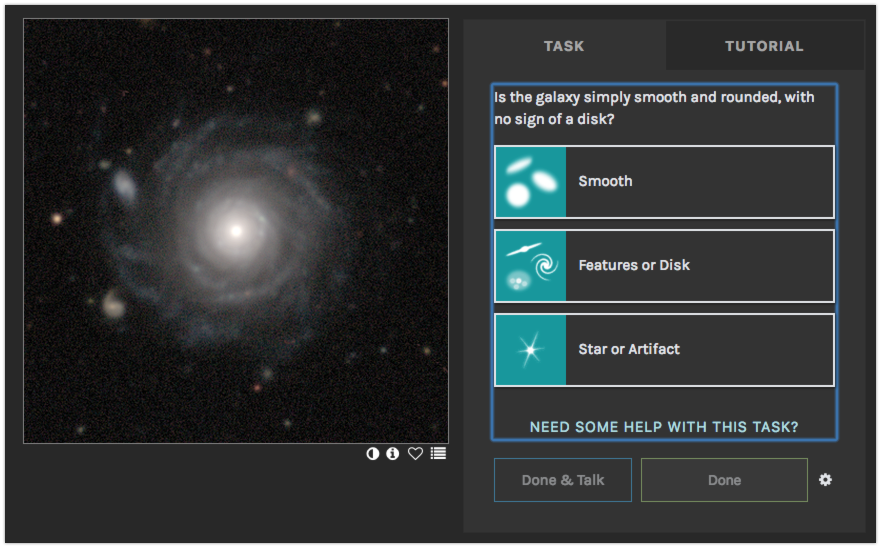 TASK
TUTORIAL
Is the galaxy simply smooth and rounded, with
no sign of a disk?
Smooth
Features or Disk
Star or Artifact
NEED SOME HELP WITH THIS TASK?
Done & Talk
Done